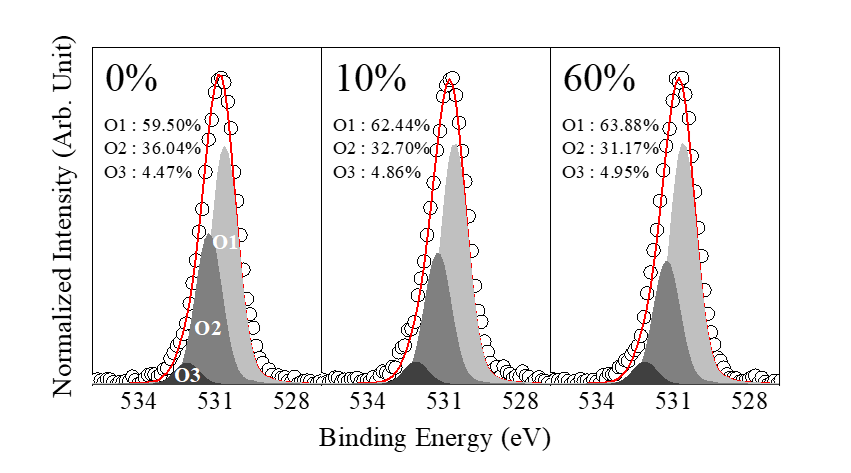 Normalized Intensity (Arb. Unit)
0%
O1 : 59.50%
O2 : 36.04%
O3 : 4.47%
O1
O2
O3
10%
O1 : 62.44%
O2 : 32.70%
O3 : 4.86%
60%
O1 : 63.88%
O2 : 31.17%
O3 : 4.95%
534 531 528 534 531 528 534 531 528
Binding Energy (eV)